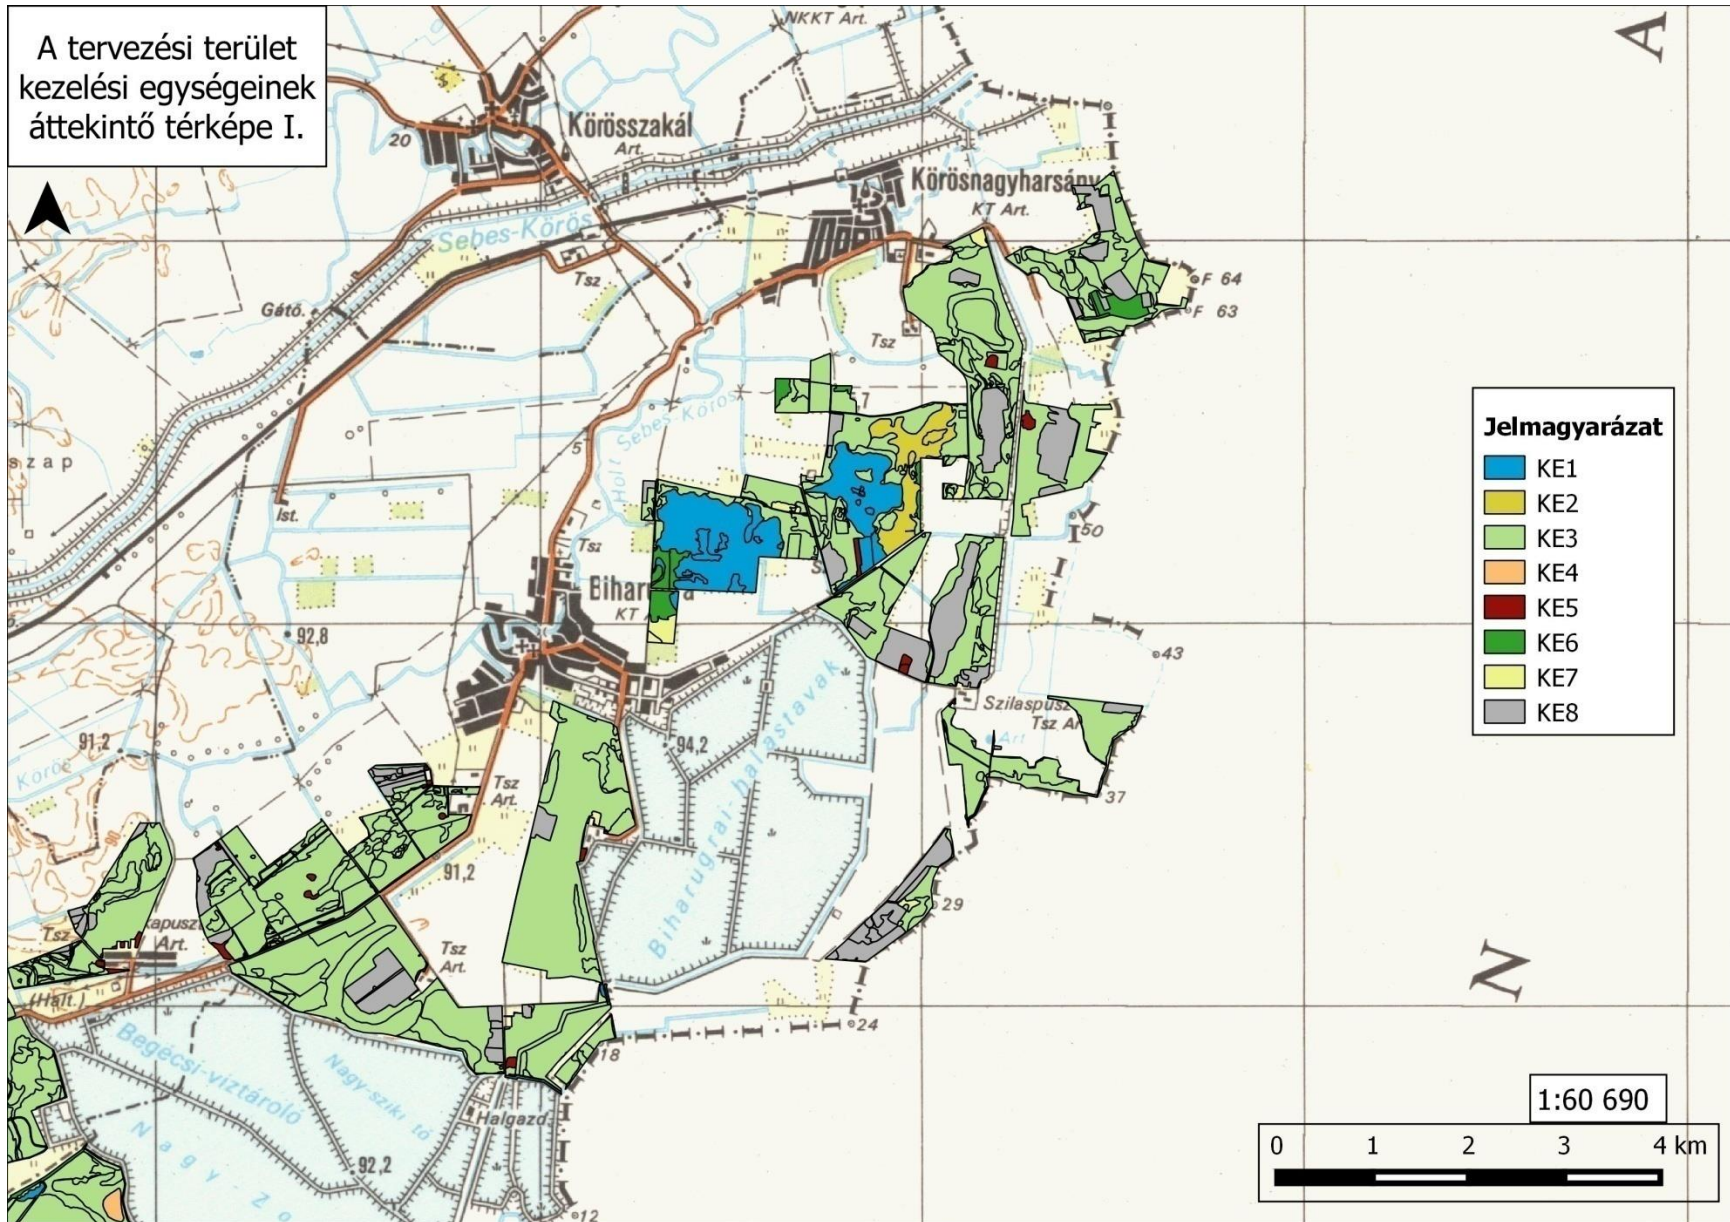 A tervezési terület
kezelési egységeinek
áttekintő térképe I.
NKKT Art.
A
20
Körösszakál
Art.
Körösnagyharsány
KT Art.
Sebes-Körös
Tsz
Gátő.
F 64
F 63
Tsz
7
Jelmagyarázat
KE1
KE2
KE3
KE4
KE5
KE6
KE7
KE8
szap
5
Holt Sebes-Körös
Ist.
50
Tsz
KT
92,8
43
Szilaspusz
Tsz
Art
91,2
94,2
Körös
Tsz
Art.
37
Biharugrai-halastavak
91,2
29
Tsz
kapuszt
Art.
Tsz
Art.
N
(Halt.)
24
18
Begécsi-víztároló
Nagy-sziki tó
Halgazd.
1:60 690
0 1 2 3 4 km
92,2
12